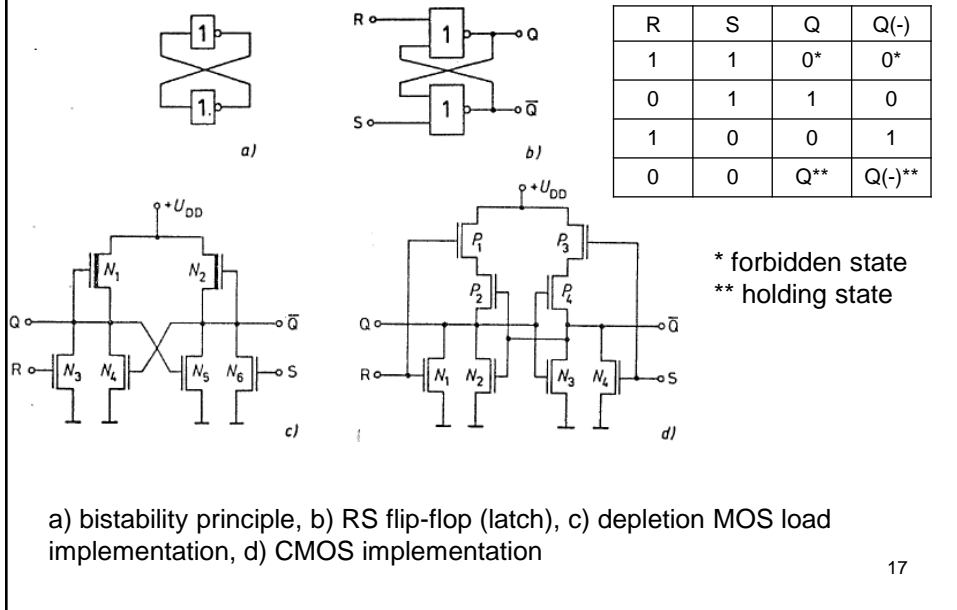 1
1.
a)
R
1
Q
1
S
Q̅
b)
R S Q Q(-)
1 1 0* 0*
0 1 1 0
1 0 0 1
0 0 Q** Q(-)**
* forbidden state
** holding state
+U_DD
N₁ N₂
Q Q̅
R N₃ N₄ N₅ N₆ S
c)
+U_DD
P₁ P₃
P₂ P₄
Q Q̅
R N₁ N₂ N₃ N₄ S
d)
a) bistability principle, b) RS flip-flop (latch), c) depletion MOS load
implementation, d) CMOS implementation
17